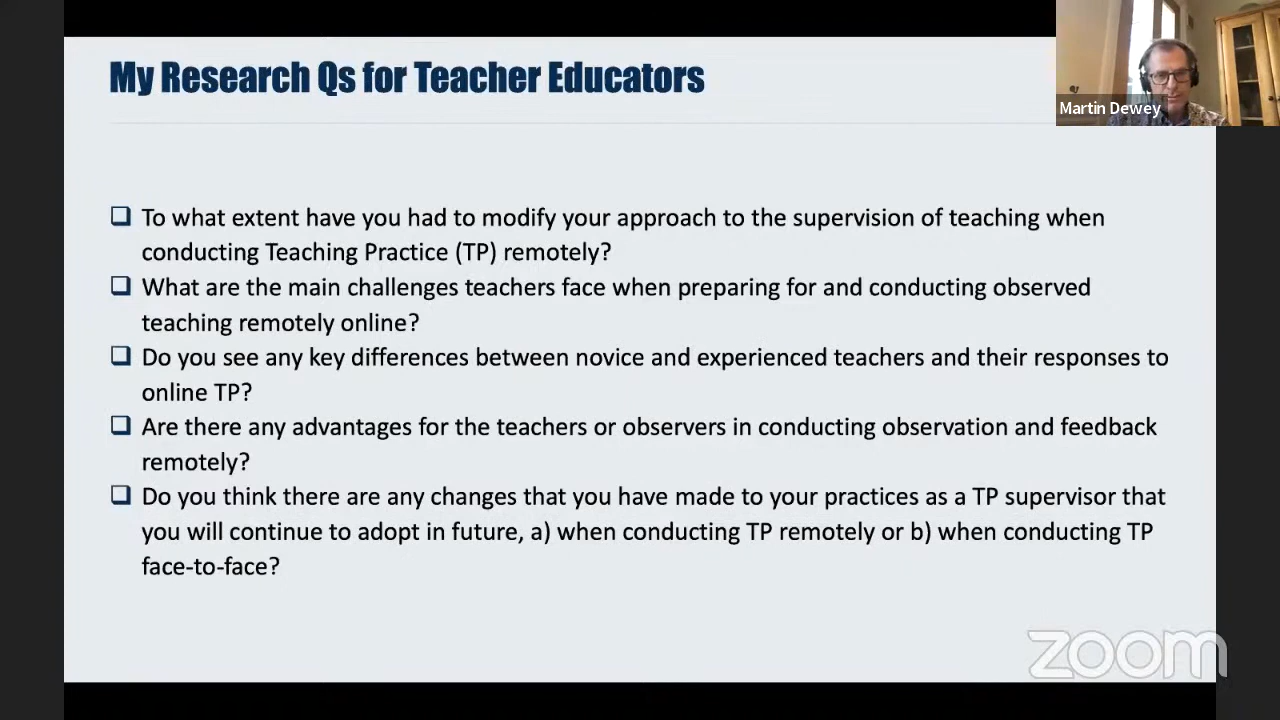 My Research Qs for Teacher Educators
Martin Dewey
To what extent have you had to modify your approach to the supervision of teaching when
conducting Teaching Practice (TP) remotely?
What are the main challenges teachers face when preparing for and conducting observed
teaching remotely online?
Do you see any key differences between novice and experienced teachers and their responses to
online TP?
Are there any advantages for the teachers or observers in conducting observation and feedback
remotely?
Do you think there are any changes that you have made to your practices as a TP supervisor that
you will continue to adopt in future, a) when conducting TP remotely or b) when conducting TP
face-to-face?
zoom